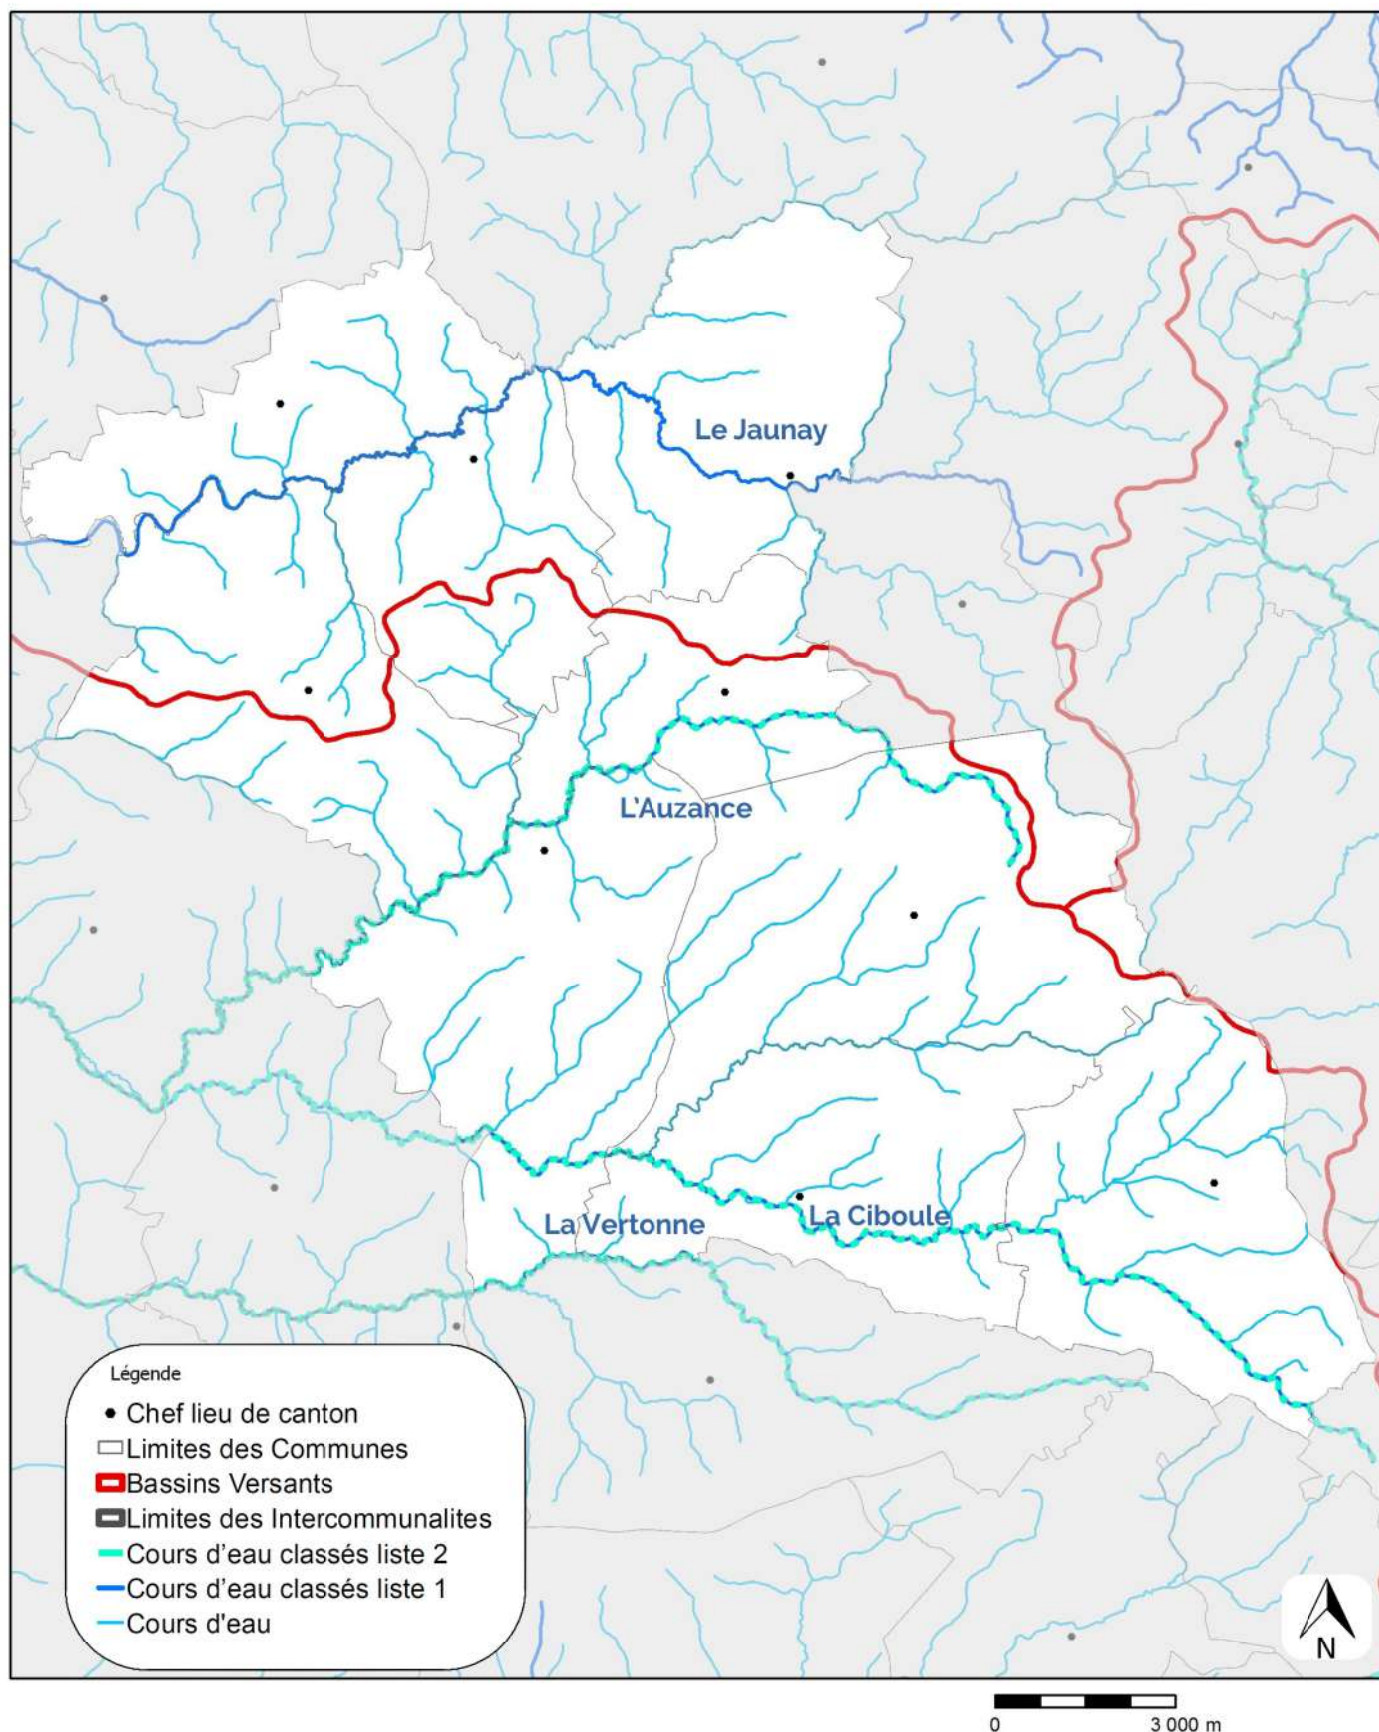 Le Jaunay
L'Auzance
La Vertonne
La Ciboule
Légende
Chef lieu de canton
Limites des Communes
Bassins Versants
Limites des Intercommunalites
Cours d'eau classés liste 2
Cours d'eau classés liste 1
Cours d'eau
N
0 3 000 m